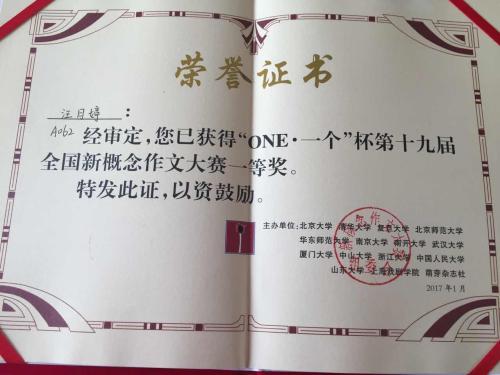 荣誉证书
汪月婷：
A062 经审定，您已获得“ONE·一个”杯第十九届
全国新概念作文大赛一等奖。
特发此证，以资鼓励。
主办单位：北京大学 清华大学 复旦大学 北京师范大学
华东师范大学 南京大学 南开大学 武汉大学
厦门大学 中山大学 浙江大学 中国人民大学
山东大学 上海戏剧学院 萌芽杂志社
2017年1月